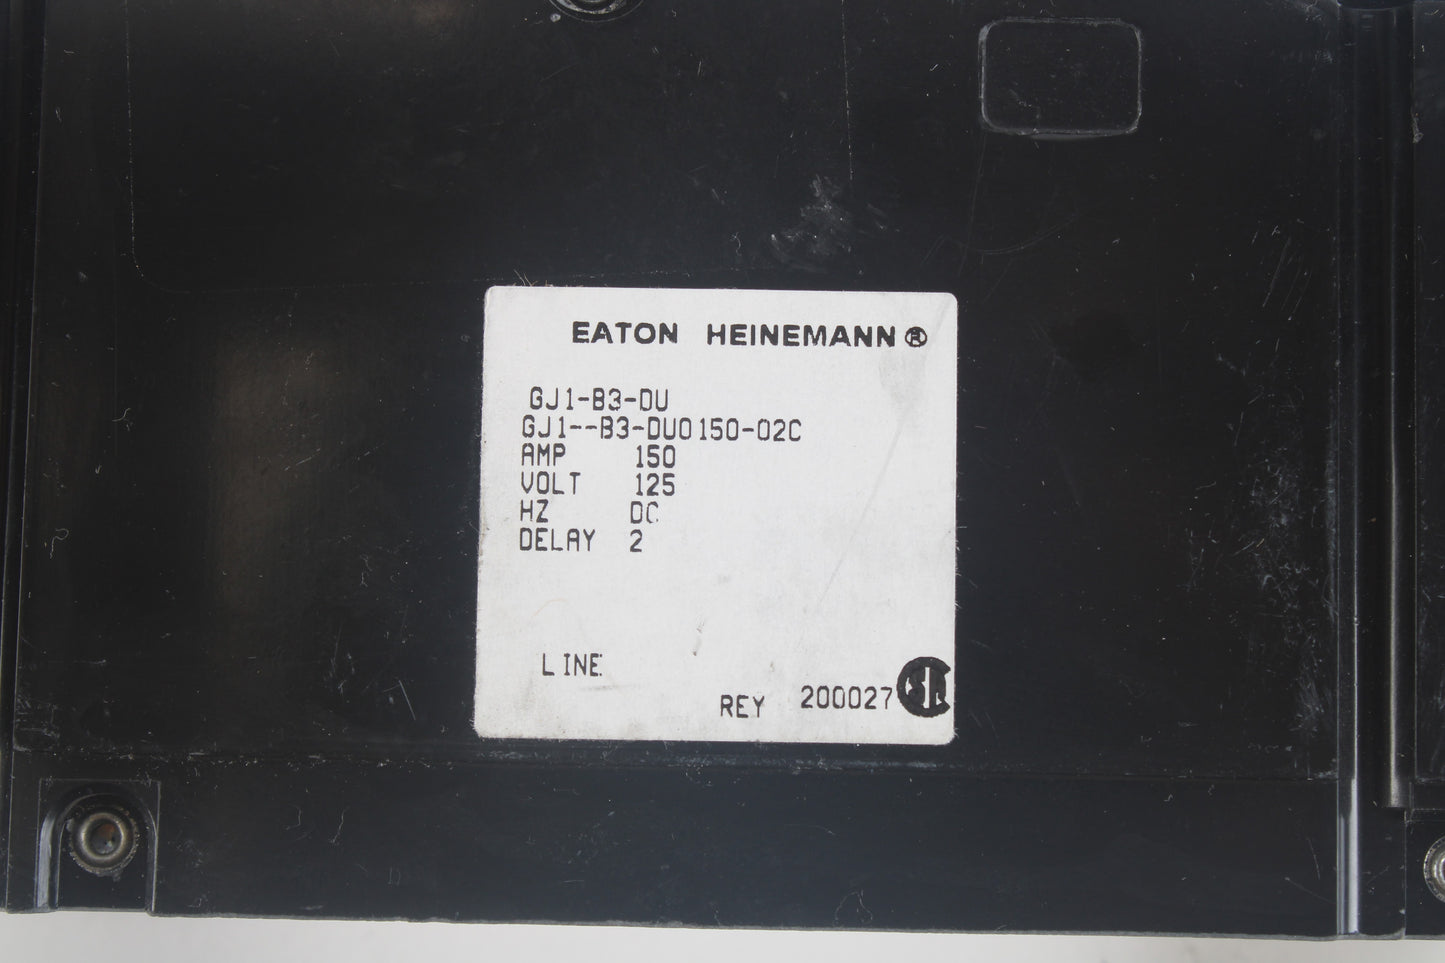 EATON HEINEMANN®
GJ1-B3-DU
GJ1--B3-DU0150-02C
AMP 150
VOLT 125
HZ DC
DELAY 2
LINE
REY 200027